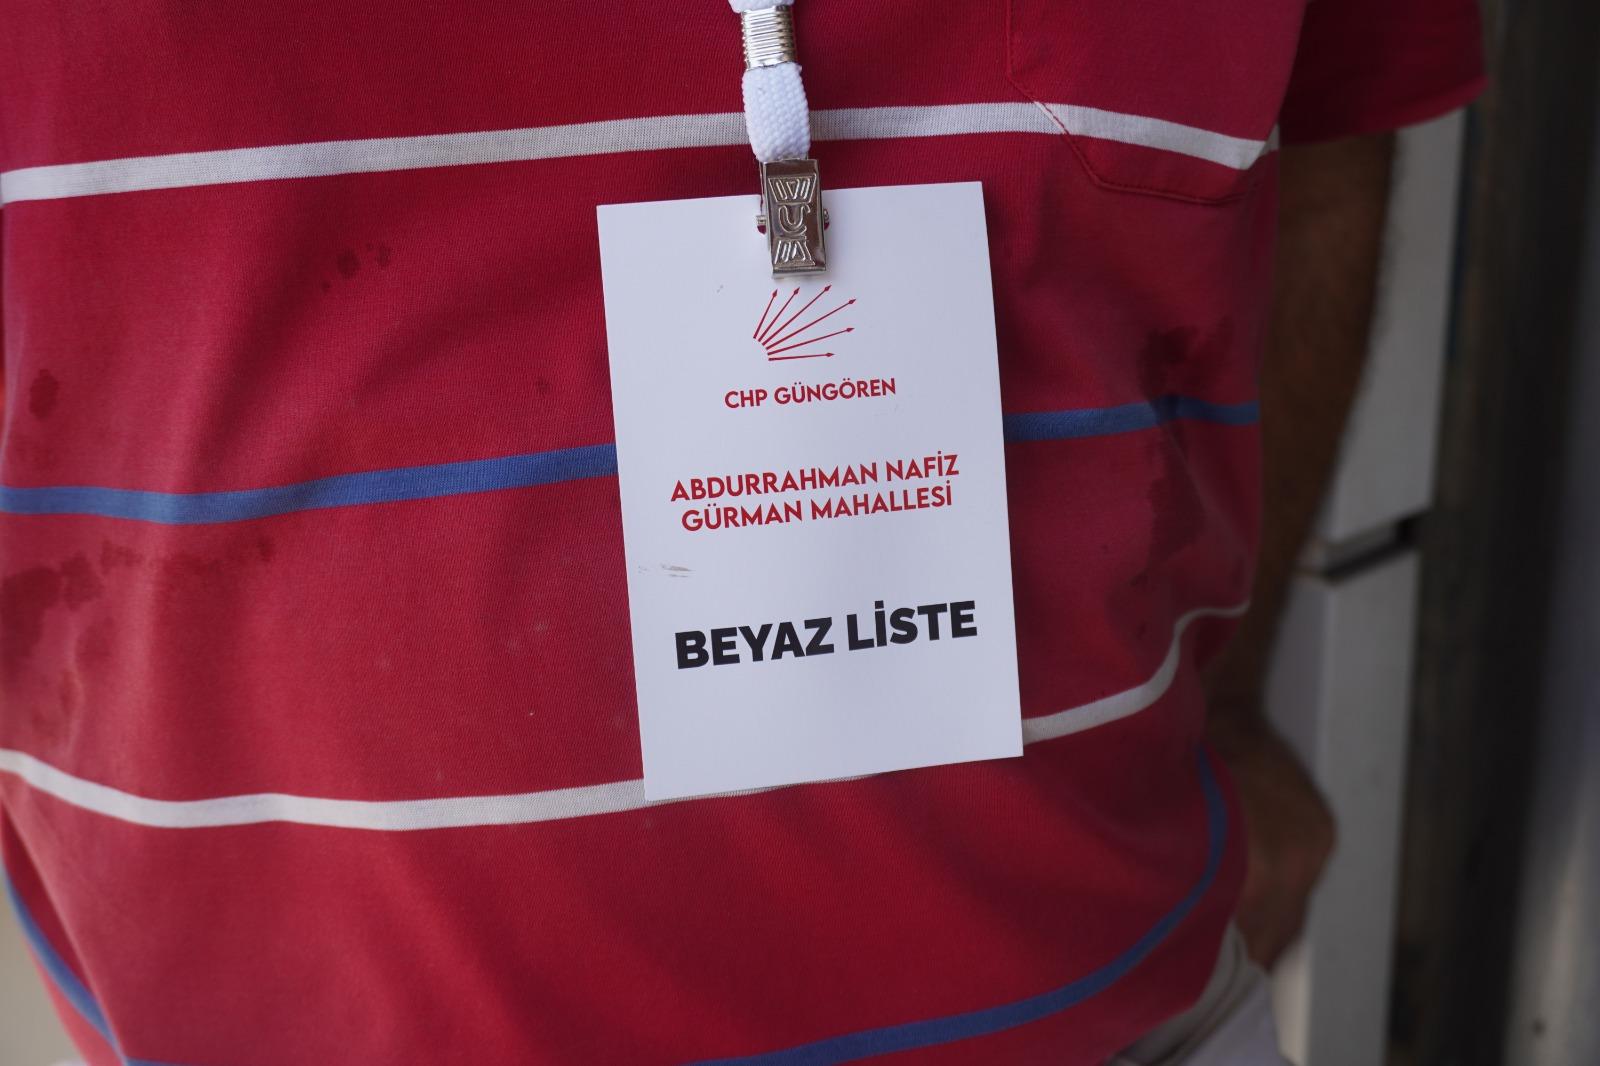 CHP GÜNGÖREN
ABDURRAHMAN NAFİZ
GÜRMAN MAHALLESİ
BEYAZ LİSTE